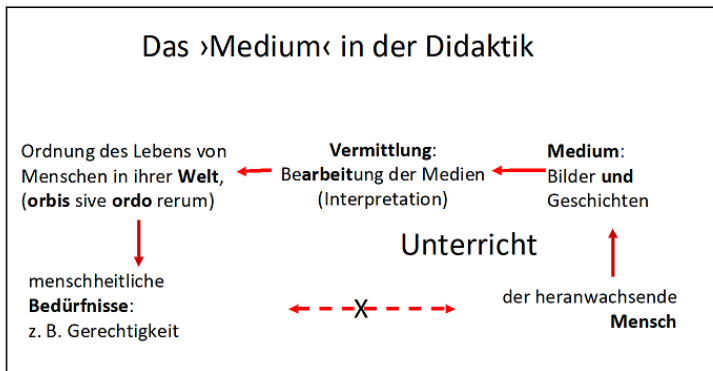 Das ›Medium‹ in der Didaktik
Ordnung des Lebens von
Menschen in ihrer Welt,
(orbis sive ordo rerum)
Vermittlung:
Bearbeitung der Medien
(Interpretation)
Medium:
Bilder und
Geschichten
Unterricht
menschheitliche
Bedürfnisse:
z. B. Gerechtigkeit
X
der heranwachsende
Mensch